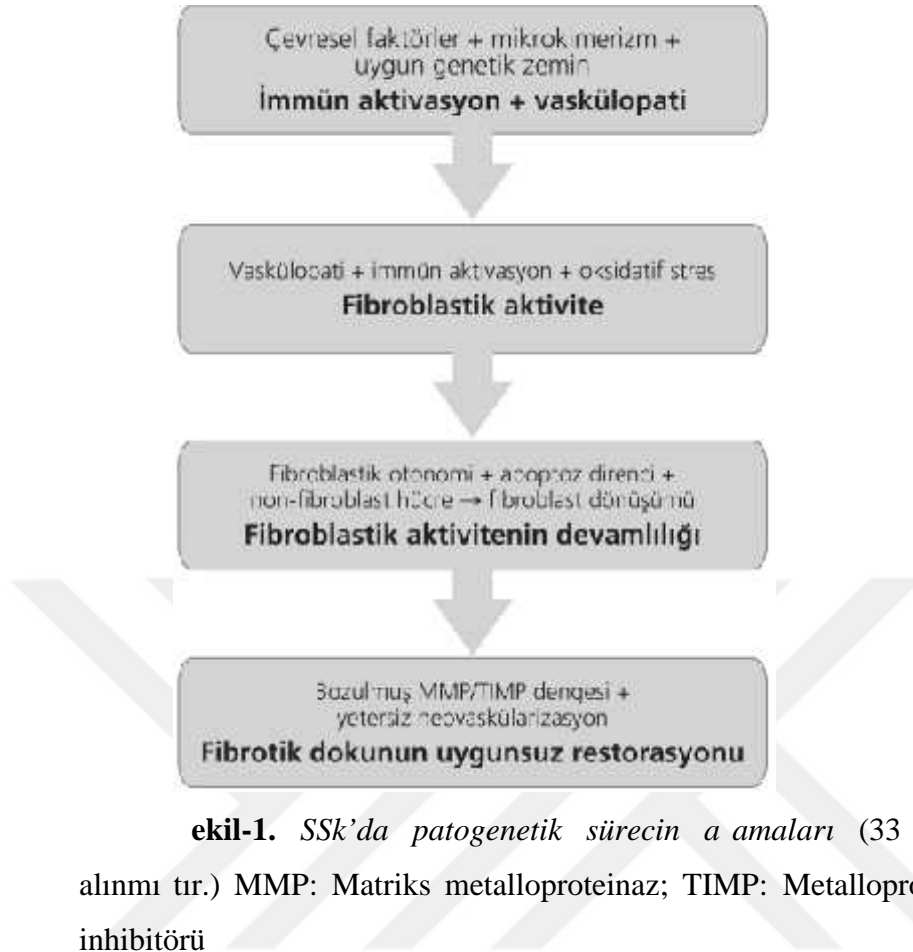 Çevresel faktörler + mikrok merizm +
uygun genetik zemin
İmmün aktivasyon + vaskülopati
Vaskülopati + immün aktivasyon + oksidatif stres
Fibroblastik aktivite
Fibroblastik otonomi + apoptoz direnci +
non-fibroblast hücre → fibroblast dönüşümü
Fibroblastik aktivitenin devamlılığı
Bozulmuş MMP/TIMP dengesi +
yetersiz neovaskülarizasyon
Fibrotik dokunun uygunsuz restorasyonu
ekil-1. SSk’da patogenetik sürecin a amaları (33
alınmı tır.) MMP: Matriks metalloproteinaz; TIMP: Metallopro
inhibitörü